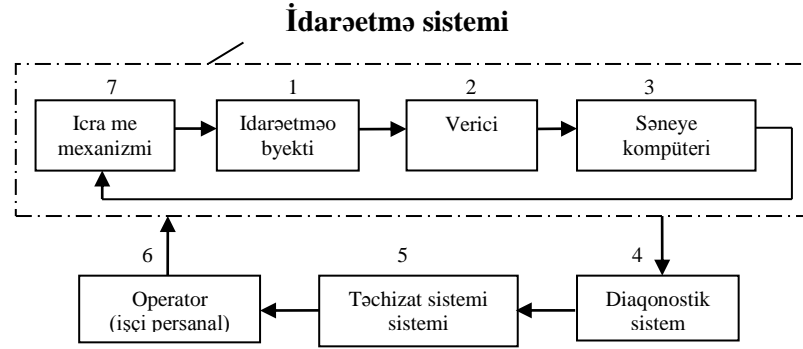 İdarəetmə sistemi
7
1
2
3
Icra me
mexanizmi
Idarəetməo
byekti
Verici
Səneye
kompüteri
6
5
4
Operator
(işçi persanal)
Təchizat sistemi
sistemi
Diaqonostik
sistem